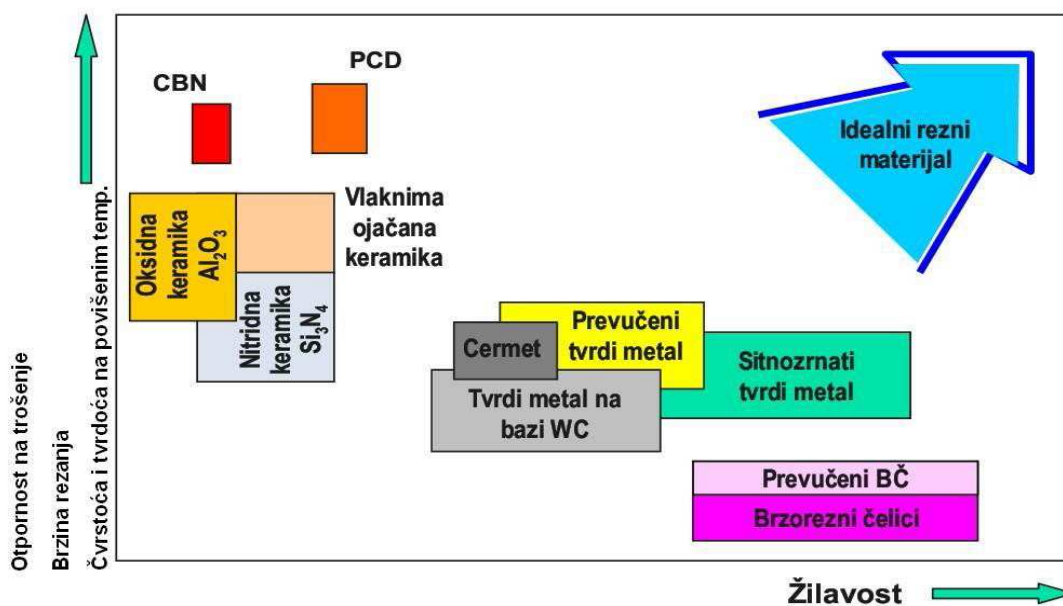 PCD
CBN
Idealni rezni
materijal
Vlaknima
ojačana
keramika
Oksidna
keramika
Al₂O₃
Nitridna
keramika
Si₃N₄
Prevučeni
tvrdi metal
Cermet
Sitnozrnati
tvrdi metal
Tvrdi metal na
bazi WC
Prevučeni BČ
Brzorezni čelici
Otpornost na trošenje
Brzina rezanja
Čvrstoća i tvrdoća na povišenim temp.
Žilavost